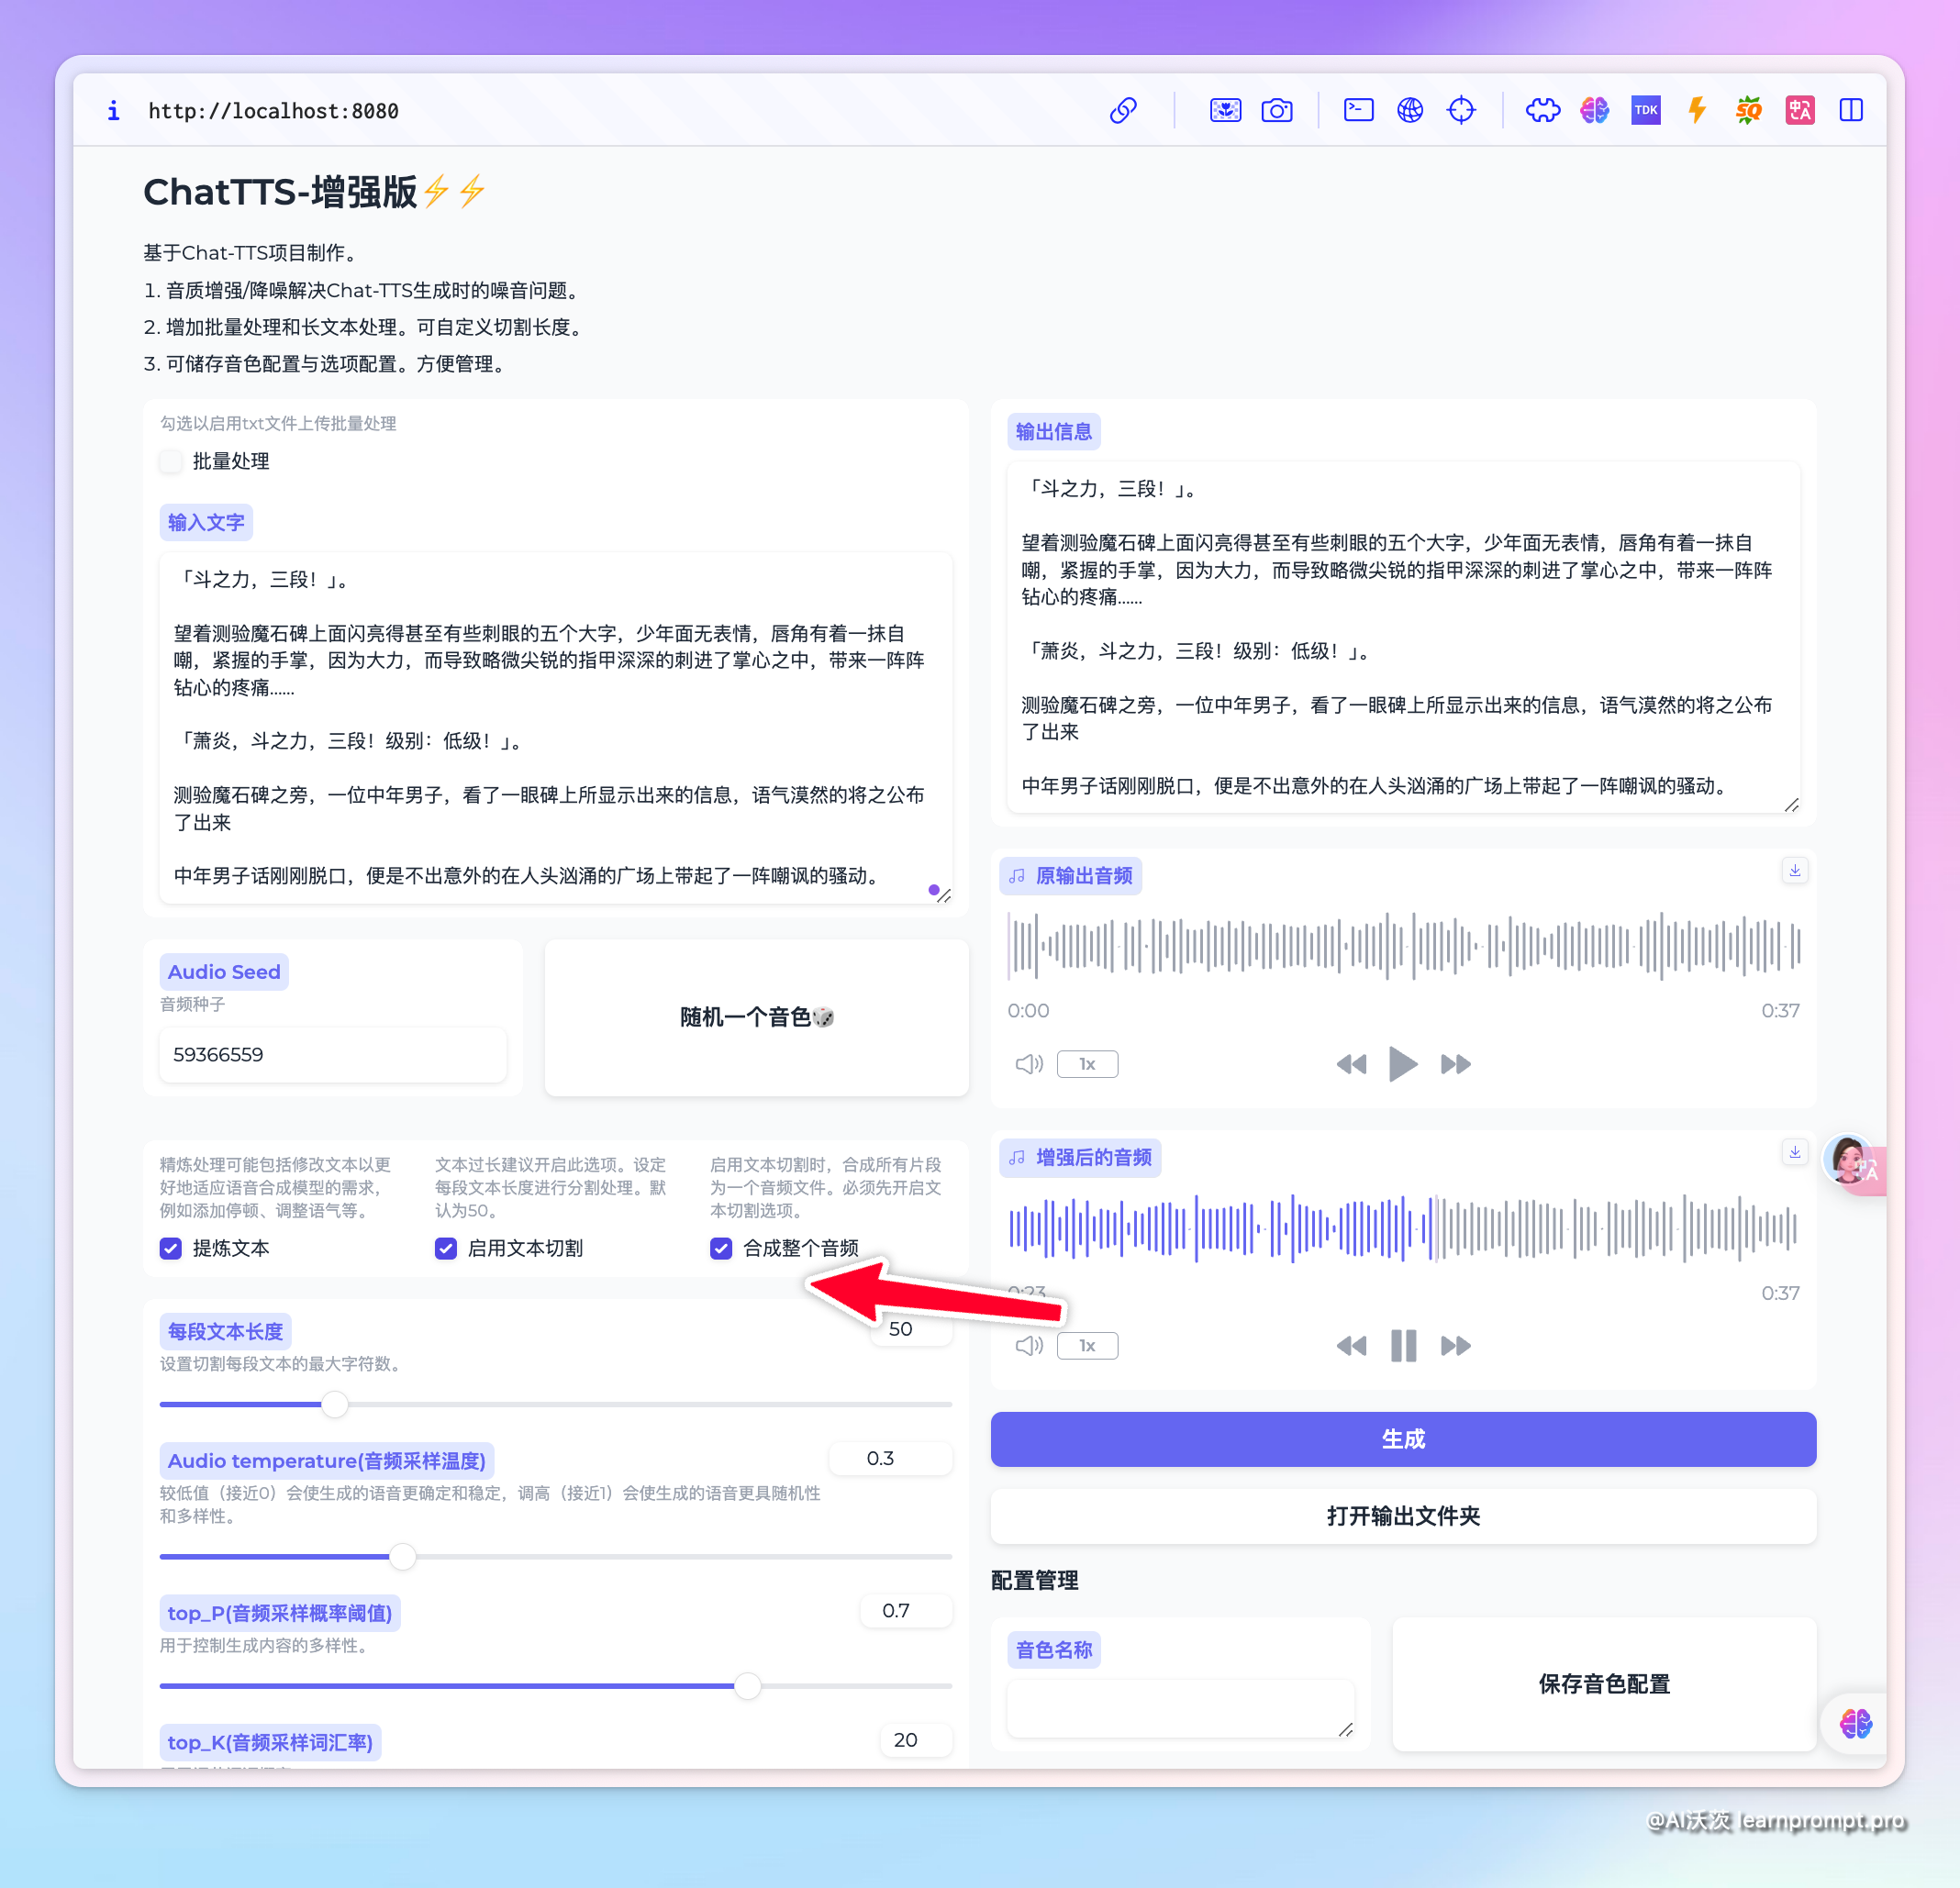 http://localhost:8080
TDK
SQ
中A
ChatTTS-增强版⚡⚡
基于Chat-TTS项目制作。
1. 音质增强/降噪解决Chat-TTS生成时的噪音问题。
2. 增加批量处理和长文本处理。可自定义切割长度。
3. 可储存音色配置与选项配置。方便管理。
勾选以启用txt文件上传批量处理
批量处理
输入文字
「斗之力，三段！」。
望着测验魔石碑上面闪亮得甚至有些刺眼的五个大字，少年面无表情，唇角有着一抹自
嘲，紧握的手掌，因为大力，而导致略微尖锐的指甲深深的刺进了掌心之中，带来一阵阵
钻心的疼痛……
「萧炎，斗之力，三段！级别：低级！」。
测验魔石碑之旁，一位中年男子，看了一眼碑上所显示出来的信息，语气漠然的将之公布
了出来
中年男子话刚刚脱口，便是不出意外的在人头汹涌的广场上带起了一阵嘲讽的骚动。
Audio Seed
音频种子
59366559
随机一个音色🎲
精炼处理可能包括修改文本以更
好地适应语音合成模型的需求，
例如添加停顿、调整语气等。
提炼文本
文本过长建议开启此选项。设定
每段文本长度进行分割处理。默
认为50。
启用文本切割
启用文本切割时，合成所有片段
为一个音频文件。必须先开启文
本切割选项。
合成整个音频
每段文本长度
50
设置切割每段文本的最大字符数。
Audio temperature(音频采样温度)
0.3
较低值（接近0）会使生成的语音更确定和稳定，调高（接近1）会使生成的语音更具随机性
和多样性。
top_P(音频采样概率阈值)
0.7
用于控制生成内容的多样性。
top_K(音频采样词汇率)
20
输出信息
「斗之力，三段！」。
望着测验魔石碑上面闪亮得甚至有些刺眼的五个大字，少年面无表情，唇角有着一抹自
嘲，紧握的手掌，因为大力，而导致略微尖锐的指甲深深的刺进了掌心之中，带来一阵阵
钻心的疼痛……
「萧炎，斗之力，三段！级别：低级！」。
测验魔石碑之旁，一位中年男子，看了一眼碑上所显示出来的信息，语气漠然的将之公布
了出来
中年男子话刚刚脱口，便是不出意外的在人头汹涌的广场上带起了一阵嘲讽的骚动。
原输出音频
0:00
0:37
1x
增强后的音频
0:23
0:37
1x
生成
打开输出文件夹
配置管理
音色名称
保存音色配置
@AI沃茨 learnprompt.pro